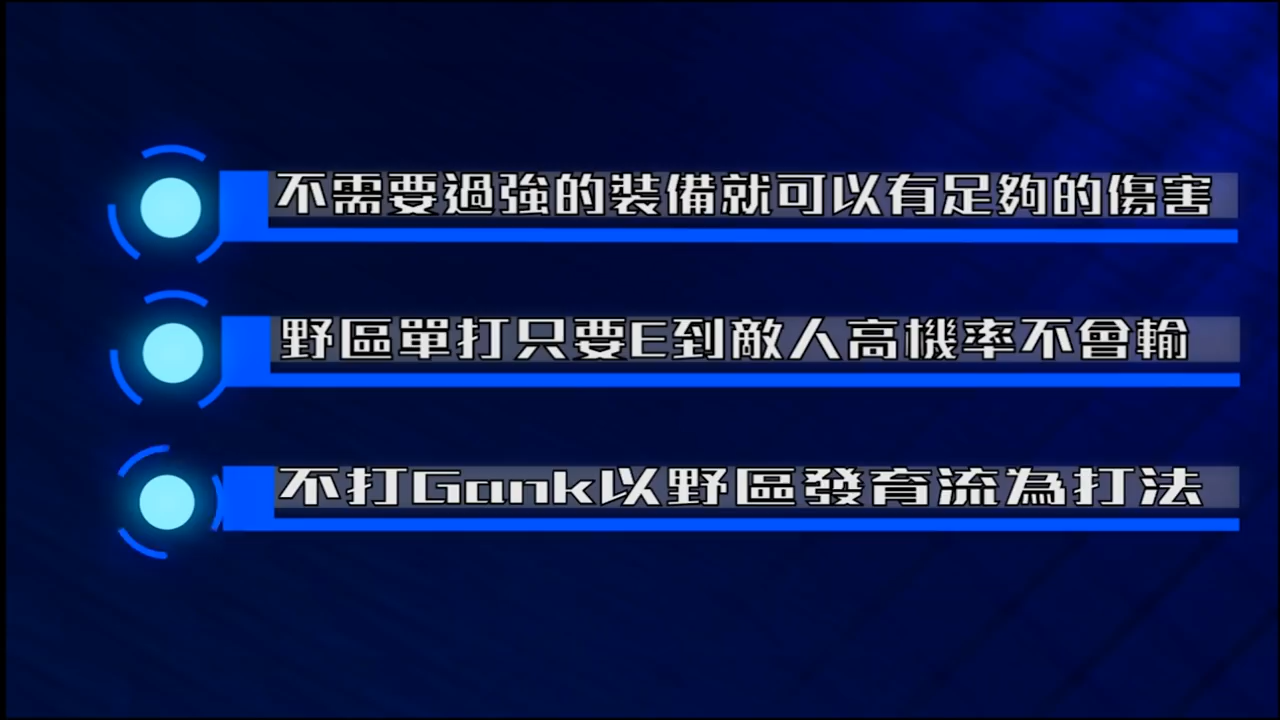 不需要過強的裝備就可以有足夠的傷害
野區單打只要E到敵人高機率不會輸
不打Gank以野區發育流為打法